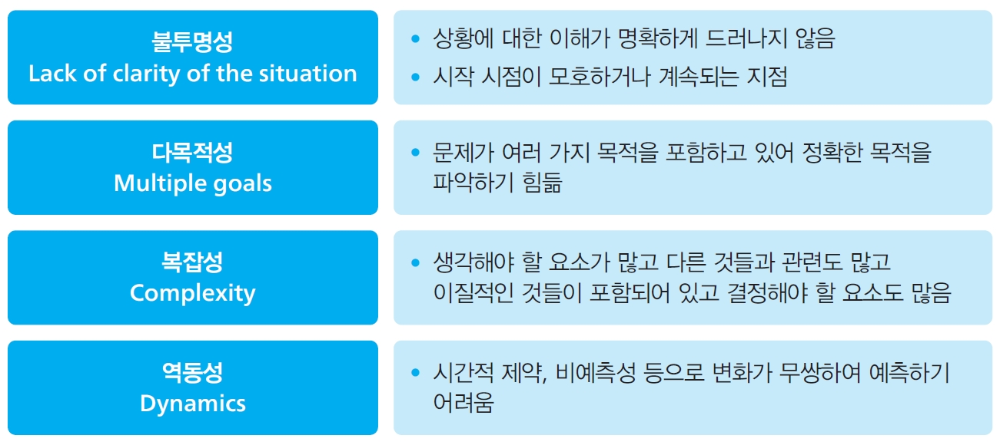 불투명성
Lack of clarity of the situation
• 상황에 대한 이해가 명확하게 드러나지 않음
• 시작 시점이 모호하거나 계속되는 지점
다목적성
Multiple goals
• 문제가 여러 가지 목적을 포함하고 있어 정확한 목적을
파악하기 힘듦
복잡성
Complexity
• 생각해야 할 요소가 많고 다른 것들과 관련도 많고
이질적인 것들이 포함되어 있고 결정해야 할 요소도 많음
역동성
Dynamics
• 시간적 제약, 비예측성 등으로 변화가 무쌍하여 예측하기
어려움